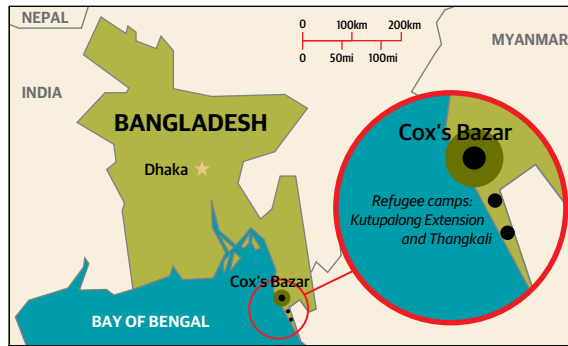 NEPAL
0 100km 200km
0 50mi 100mi
MYANMAR
INDIA
BANGLADESH
Dhaka
Cox's Bazar
Refugee camps:
Kutupalong Extension
and Thangkali
Cox's Bazar
BAY OF BENGAL